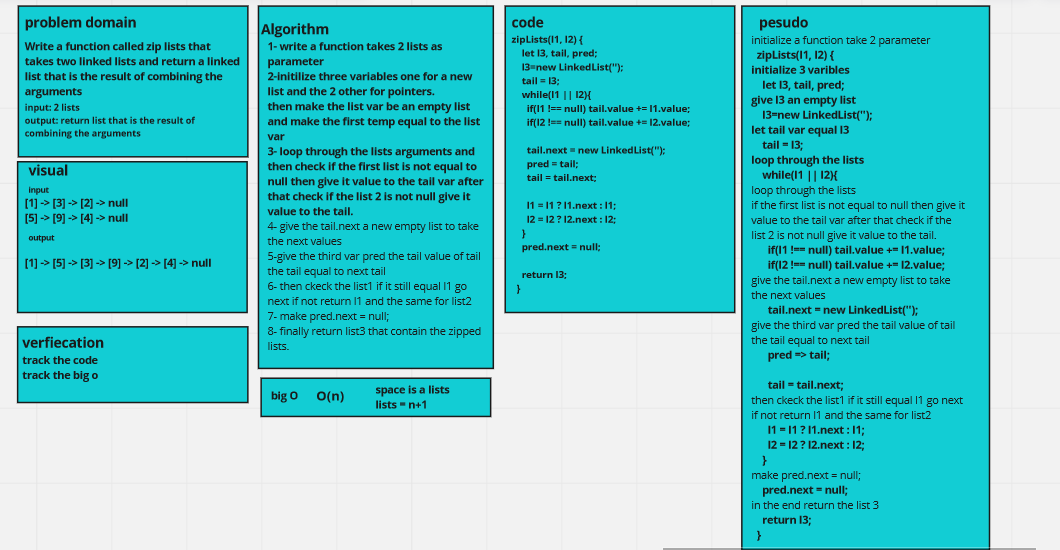 problem domain
Write a function called zip lists that
takes two linked lists and return a linked
list that is the result of combining the
arguments
input: 2 lists
output: return list that is the result of
combining the arguments
visual
input
[1] -> [3] -> [2] -> null
[5] -> [9] -> [4] -> null
output
[1] -> [5] -> [3] -> [9] -> [2] -> [4] -> null
verfiecation
track the code
track the big o
Algorithm
1- write a function takes 2 lists as
parameter
2-initilize three variables one for a new
list and the 2 other for pointers.
then make the list var be an empty list
and make the first temp equal to the list
var
3- loop through the lists arguments and
then check if the first list is not equal to
null then give it value to the tail var after
that check if the list 2 is not null give it
value to the tail.
4- give the tail.next a new empty list to take
the next values
5-give the third var pred the tail value of tail
the tail equal to next tail
6- then ckeck the list1 if it still equal l1 go
next if not return l1 and the same for list2
7- make pred.next = null;
8- finally return list3 that contain the zipped
lists.
big O O(n)
space is a lists
lists = n+1
code
zipLists(l1, l2) {
let l3, tail, pred;
l3=new LinkedList('');
tail = l3;
while(l1 || l2){
if(l1 !== null) tail.value += l1.value;
if(l2 !== null) tail.value += l2.value;
tail.next = new LinkedList('');
pred = tail;
tail = tail.next;
l1 = l1 ? l1.next : l1;
l2 = l2 ? l2.next : l2;
}
pred.next = null;
return l3;
}
pesudo
initialize a function take 2 parameter
zipLists(l1, l2) {
initialize 3 varibles
let l3, tail, pred;
give l3 an empty list
l3=new LinkedList('');
let tail var equal l3
tail = l3;
loop through the lists
while(l1 || l2){
loop through the lists
if the first list is not equal to null then give it
value to the tail var after that check if the
list 2 is not null give it value to the tail.
if(l1 !== null) tail.value += l1.value;
if(l2 !== null) tail.value += l2.value;
give the tail.next a new empty list to take
the next values
tail.next = new LinkedList('');
give the third var pred the tail value of tail
the tail equal to next tail
pred => tail;
tail = tail.next;
then ckeck the list1 if it still equal l1 go next
if not return l1 and the same for list2
l1 = l1 ? l1.next : l1;
l2 = l2 ? l2.next : l2;
}
make pred.next = null;
pred.next = null;
in the end return the list 3
return l3;
}